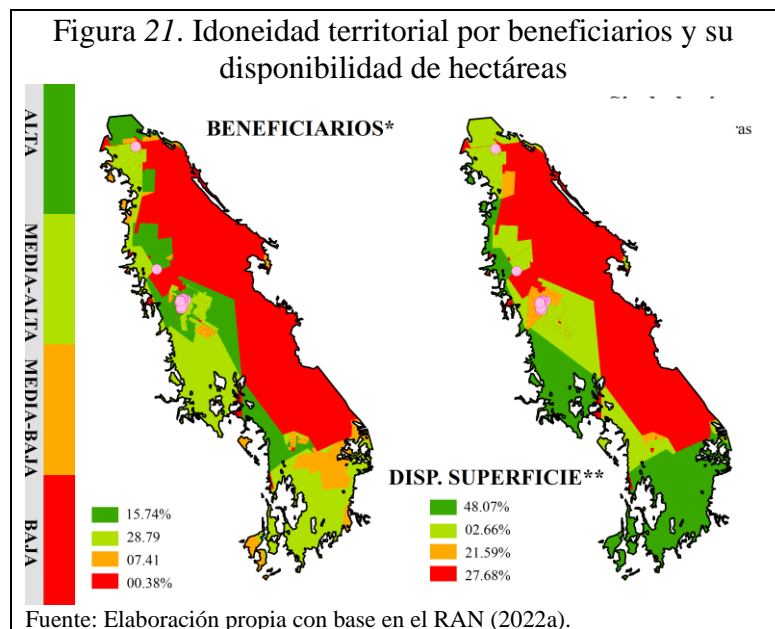 Figura 21. Idoneidad territorial por beneficiarios y su
disponibilidad de hectáreas
ALTA
MEDIA-ALTA
MEDIA-BAJA
BAJA
BENEFICIARIOS*
15.74%
28.79
07.41
00.38%
DISP. SUPERFICIE**
48.07%
02.66%
21.59%
27.68%
Fuente: Elaboración propia con base en el RAN (2022a).